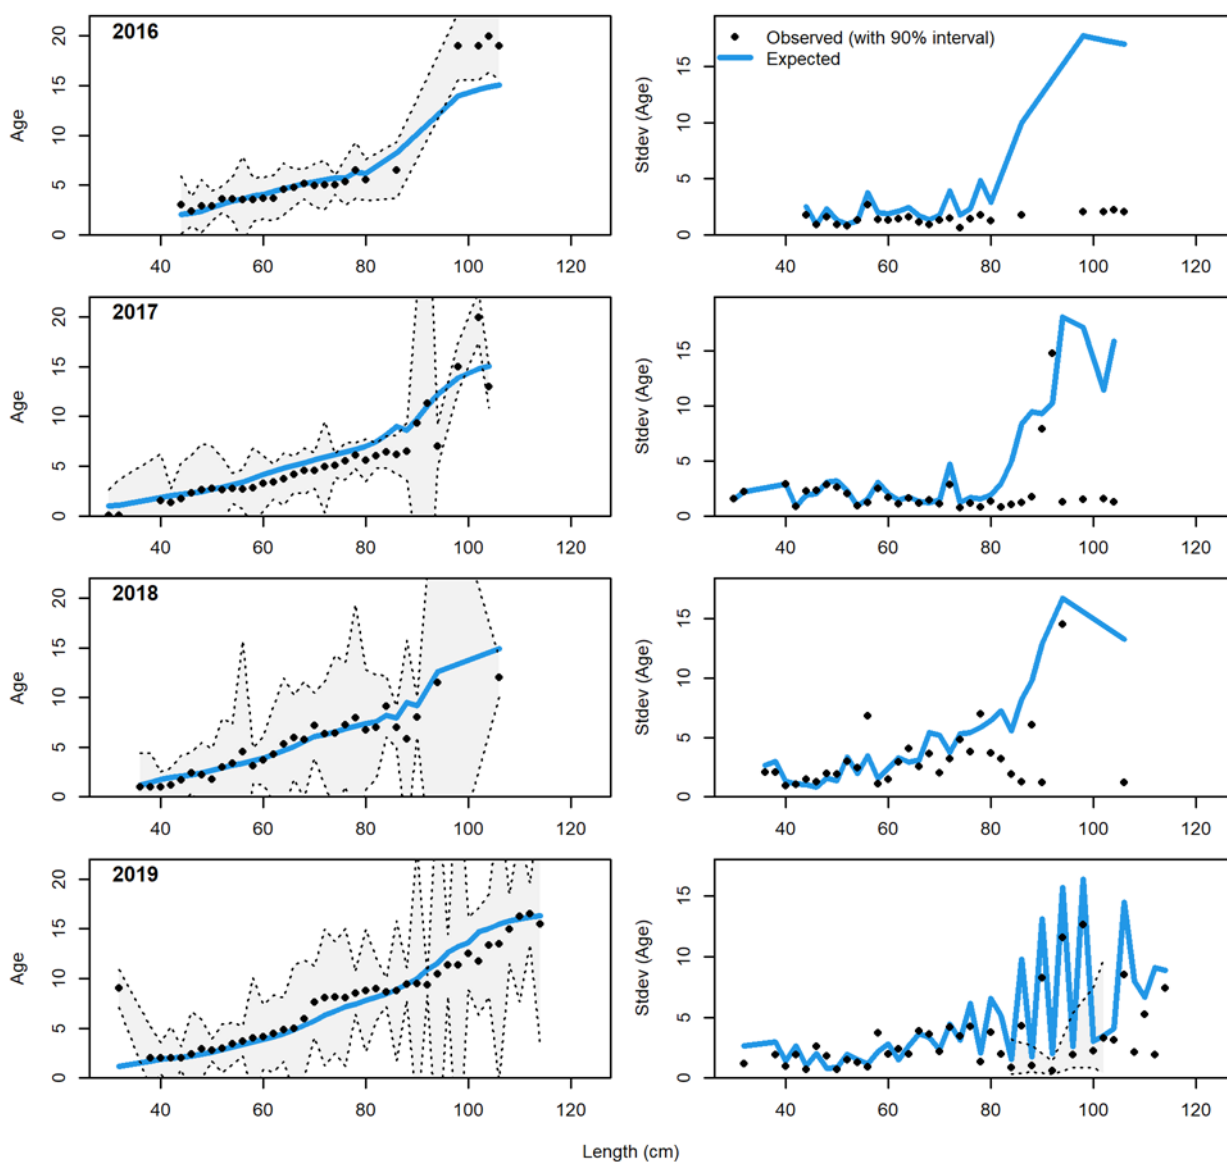 2016
Age
0 5 10 15 20
40 60 80 100 120
Stdev (Age)
0 5 10 15
40 60 80 100 120
Observed (with 90% interval)
Expected
2017
Age
0 5 10 15 20
40 60 80 100 120
Stdev (Age)
0 5 10 15
40 60 80 100 120
2018
Age
0 5 10 15 20
40 60 80 100 120
Stdev (Age)
0 5 10 15
40 60 80 100 120
2019
Age
0 5 10 15 20
40 60 80 100 120
Stdev (Age)
0 5 10 15
40 60 80 100 120
Length (cm)